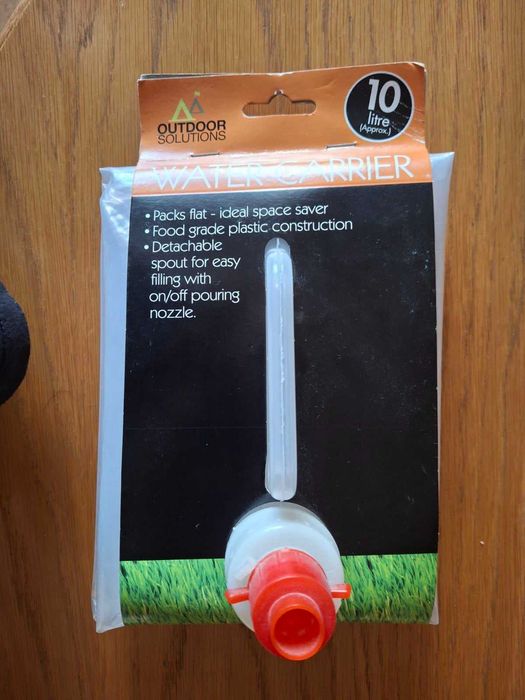 10
litre
(Approx.)
OUTDOOR
SOLUTIONS
WATER CARRIER
• Packs flat - ideal space saver
• Food grade plastic construction
• Detachable
spout for easy
filling with
on/off pouring
nozzle.